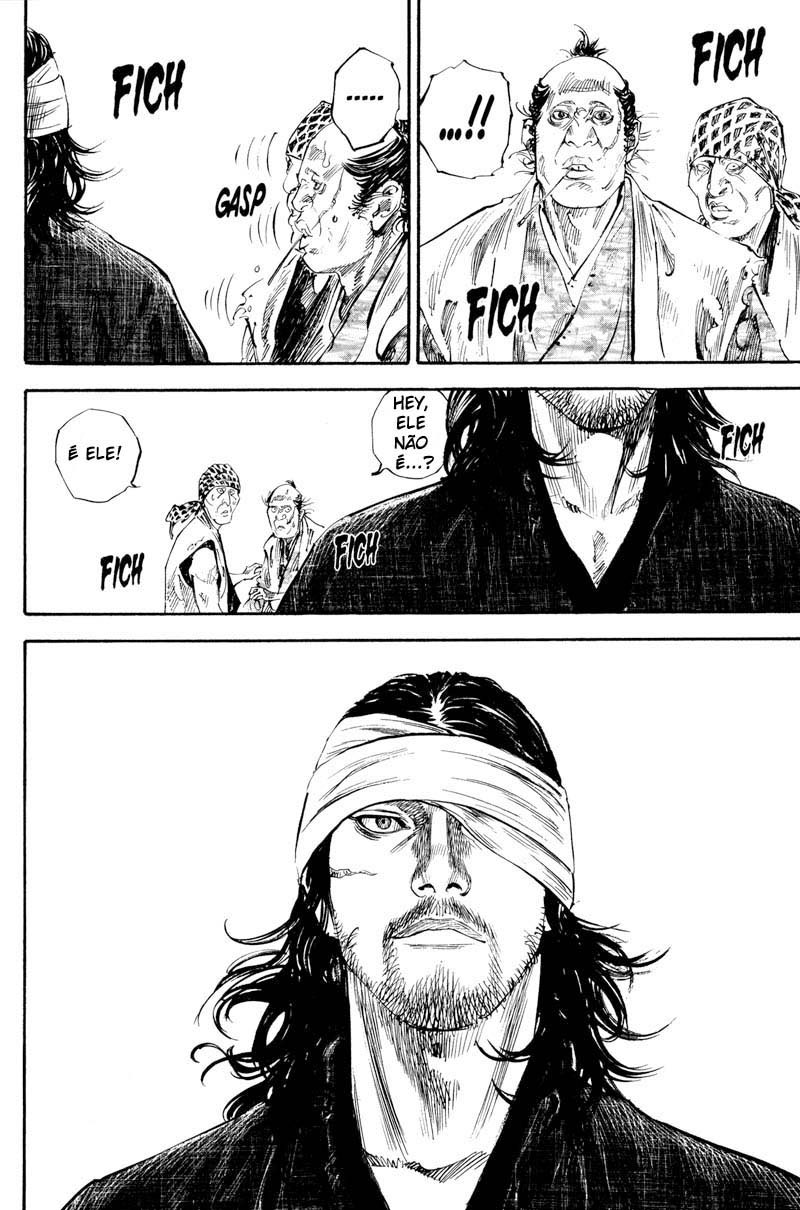 FICH
...!!
FICH
.....
FICH
GASP
FICH
HEY,
ELE
NÃO
É...?
FICH
É ELE!
FICH